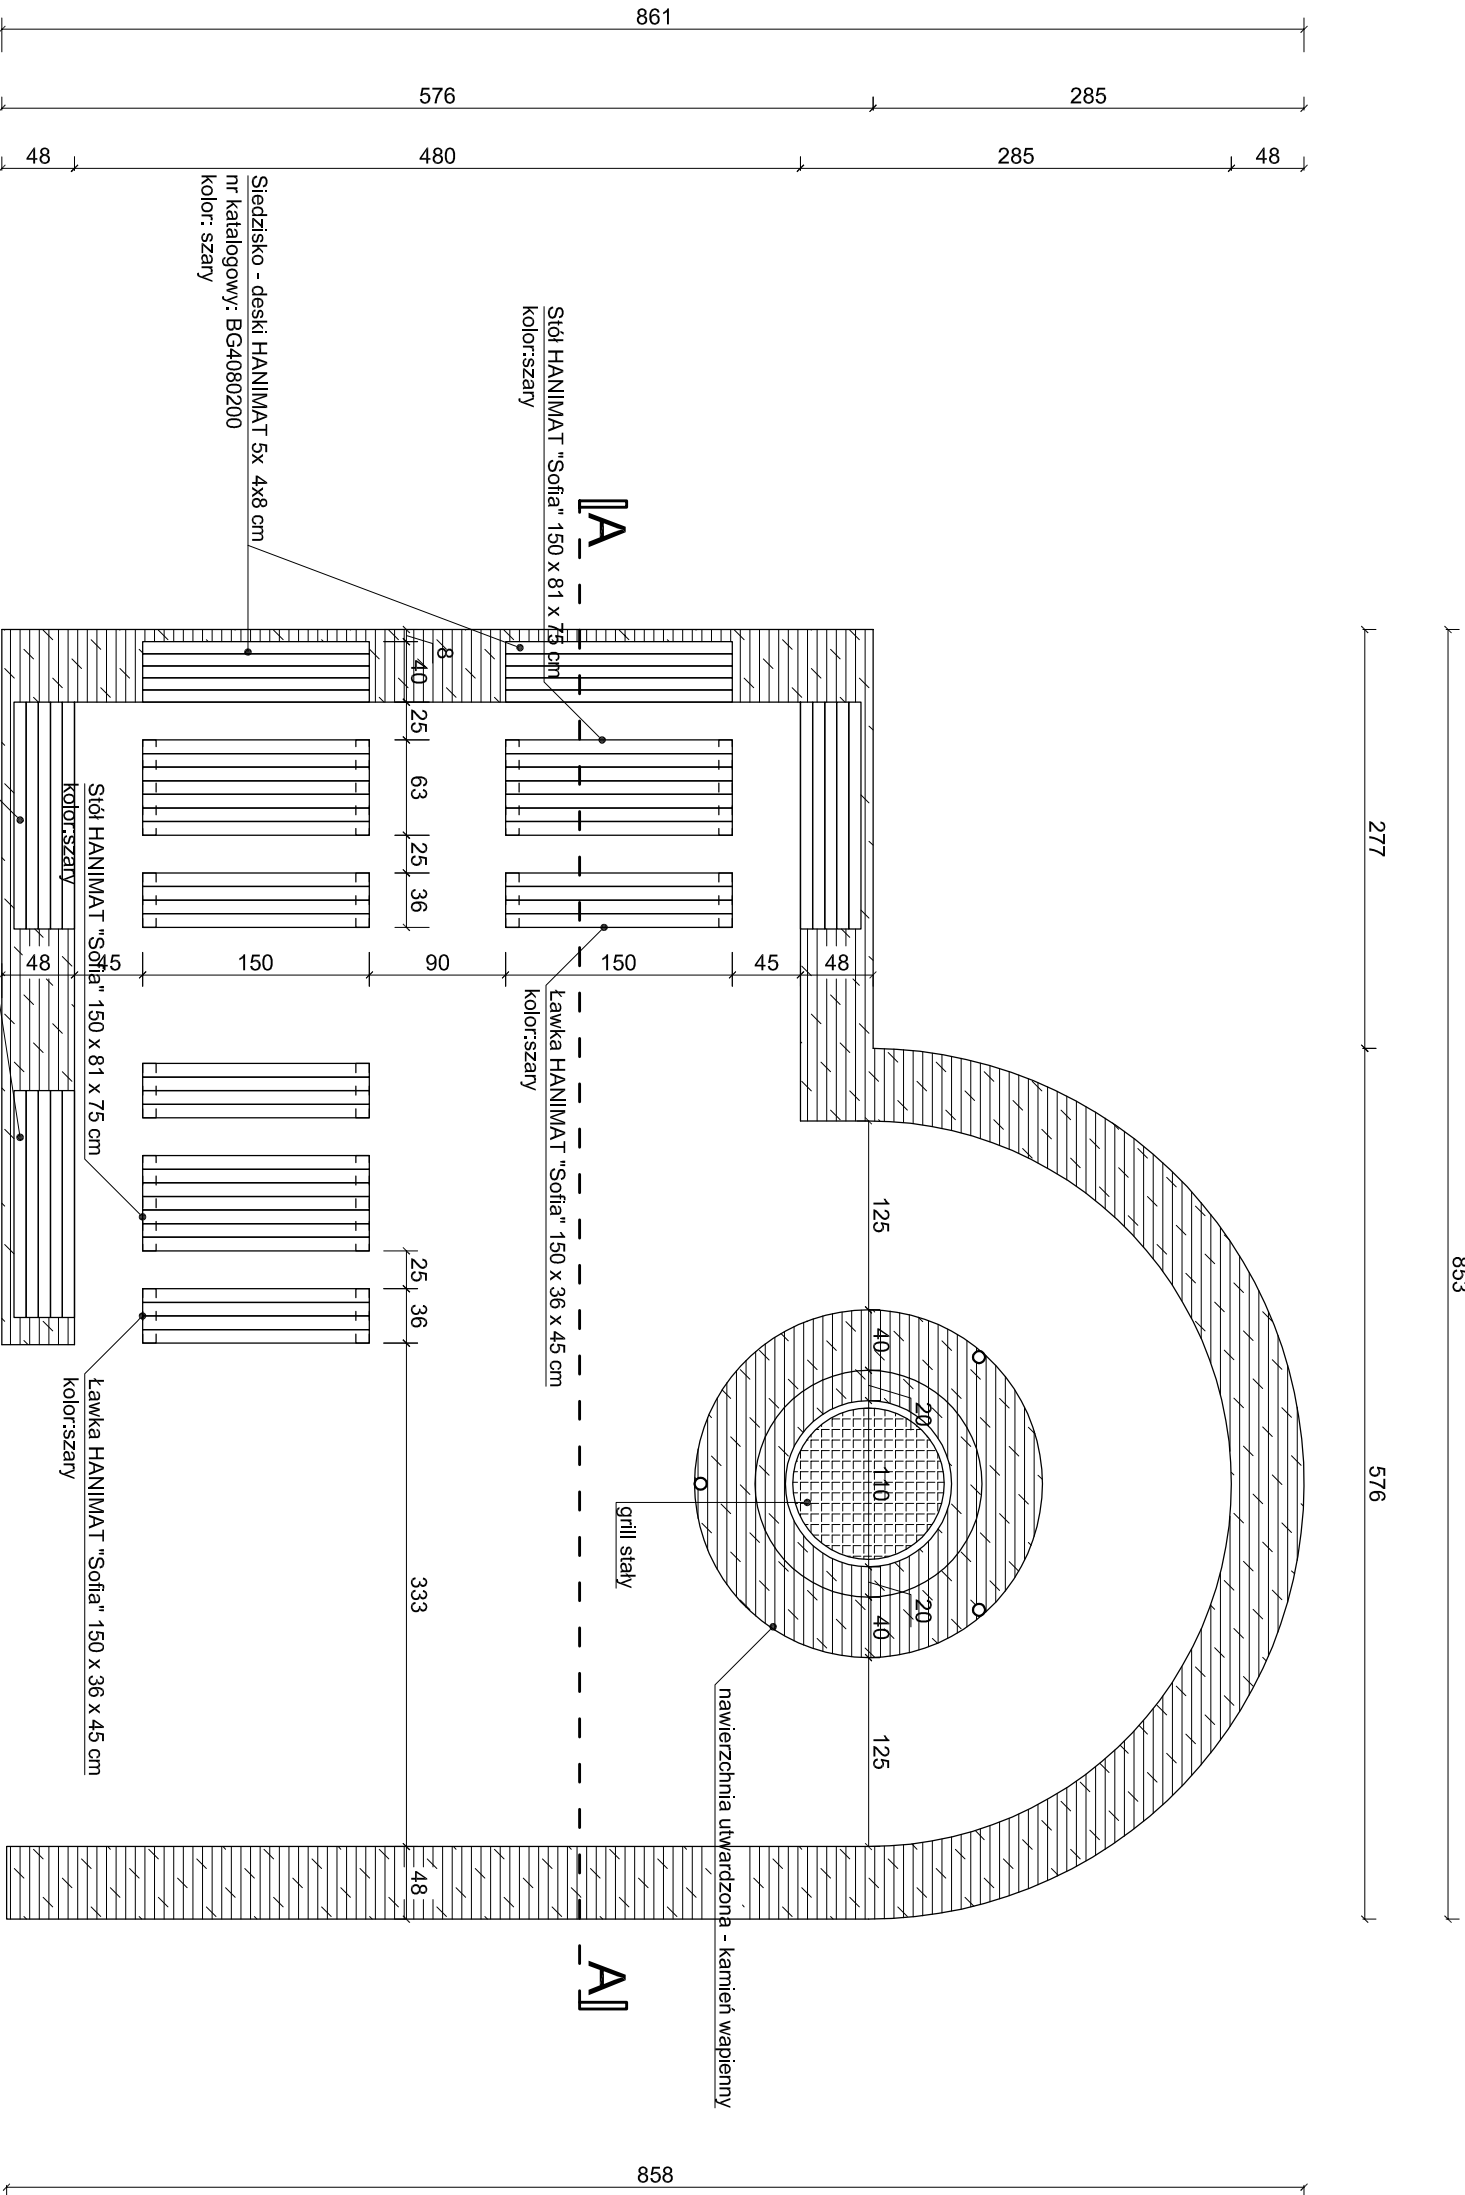 861
576
285
48
480
285
48
Siedzisko - deski HANIMAT 5x 4x8 cm
nr katalogowy: BG4080200
kolor: szary
Stół HANIMAT "Sofia" 150 x 81 x 75 cm
kolor:szary
A
8
40
25
63
25
36
277
853
Stół HANIMAT "Sofia" 150 x 81 x 75 cm
kolor:szary
48
45
150
90
150
45
48
Ławka HANIMAT "Sofia" 150 x 36 x 45 cm
kolor:szary
125
25
36
40
20
110
576
grill stały
20
40
Ławka HANIMAT "Sofia" 150 x 36 x 45 cm
kolor:szary
333
125
nawierzchnia utwardzona - kamień wapienny
48
A
858